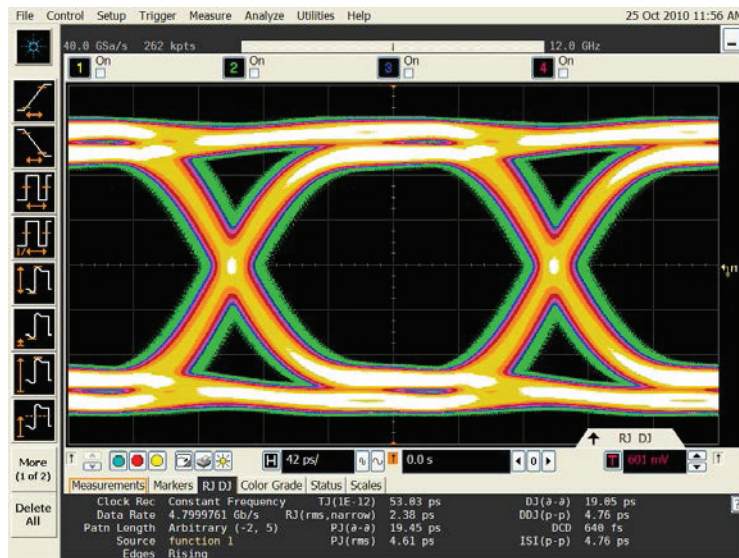 File Control Setup Trigger Measure Analyze Utilities Help 25 Oct 2010 11:56 AM
40.0 GSa/s 262 kpts 12.0 GHz
1 On 2 On 3 On 4 On
More
(1 of 2)
Delete
All
RJ DJ
H 42 ps/ 0.0 s 0 T 601 mV
Measurements Markers RJ DJ Color Grade Status Scales
Clock Rec Constant Frequency TJ(1E-12) 53.03 ps DJ(∂-∂) 19.05 ps
Data Rate 4.7999761 Gb/s RJ(rms,narrow) 2.38 ps DDJ(p-p) 4.76 ps
Patn Length Arbitrary (-2, 5) PJ(∂-∂) 19.45 ps DCD 640 fs
Source function 1 PJ(rms) 4.61 ps ISI(p-p) 4.76 ps
Edges Rising